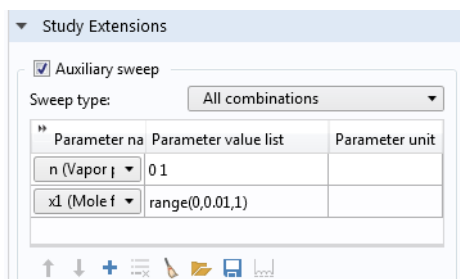 Study Extensions
Auxiliary sweep
Sweep type: All combinations
Parameter na Parameter value list Parameter unit
n (Vapor p 0 1
x1 (Mole f range(0,0.01,1)